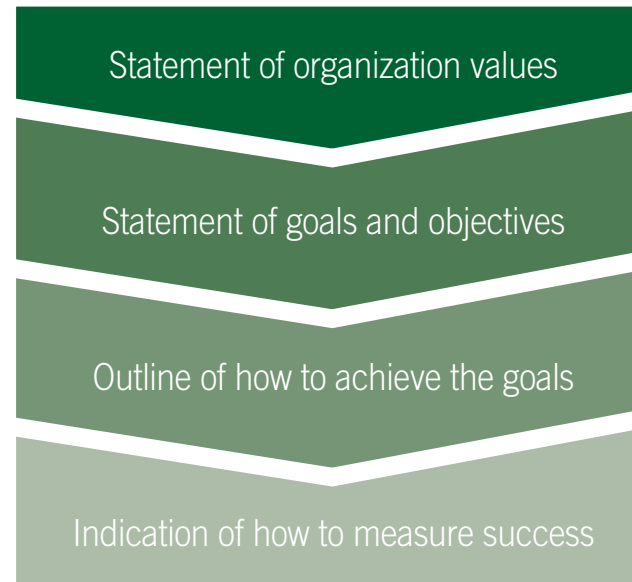 Statement of organization values
Statement of goals and objectives
Outline of how to achieve the goals
Indication of how to measure success